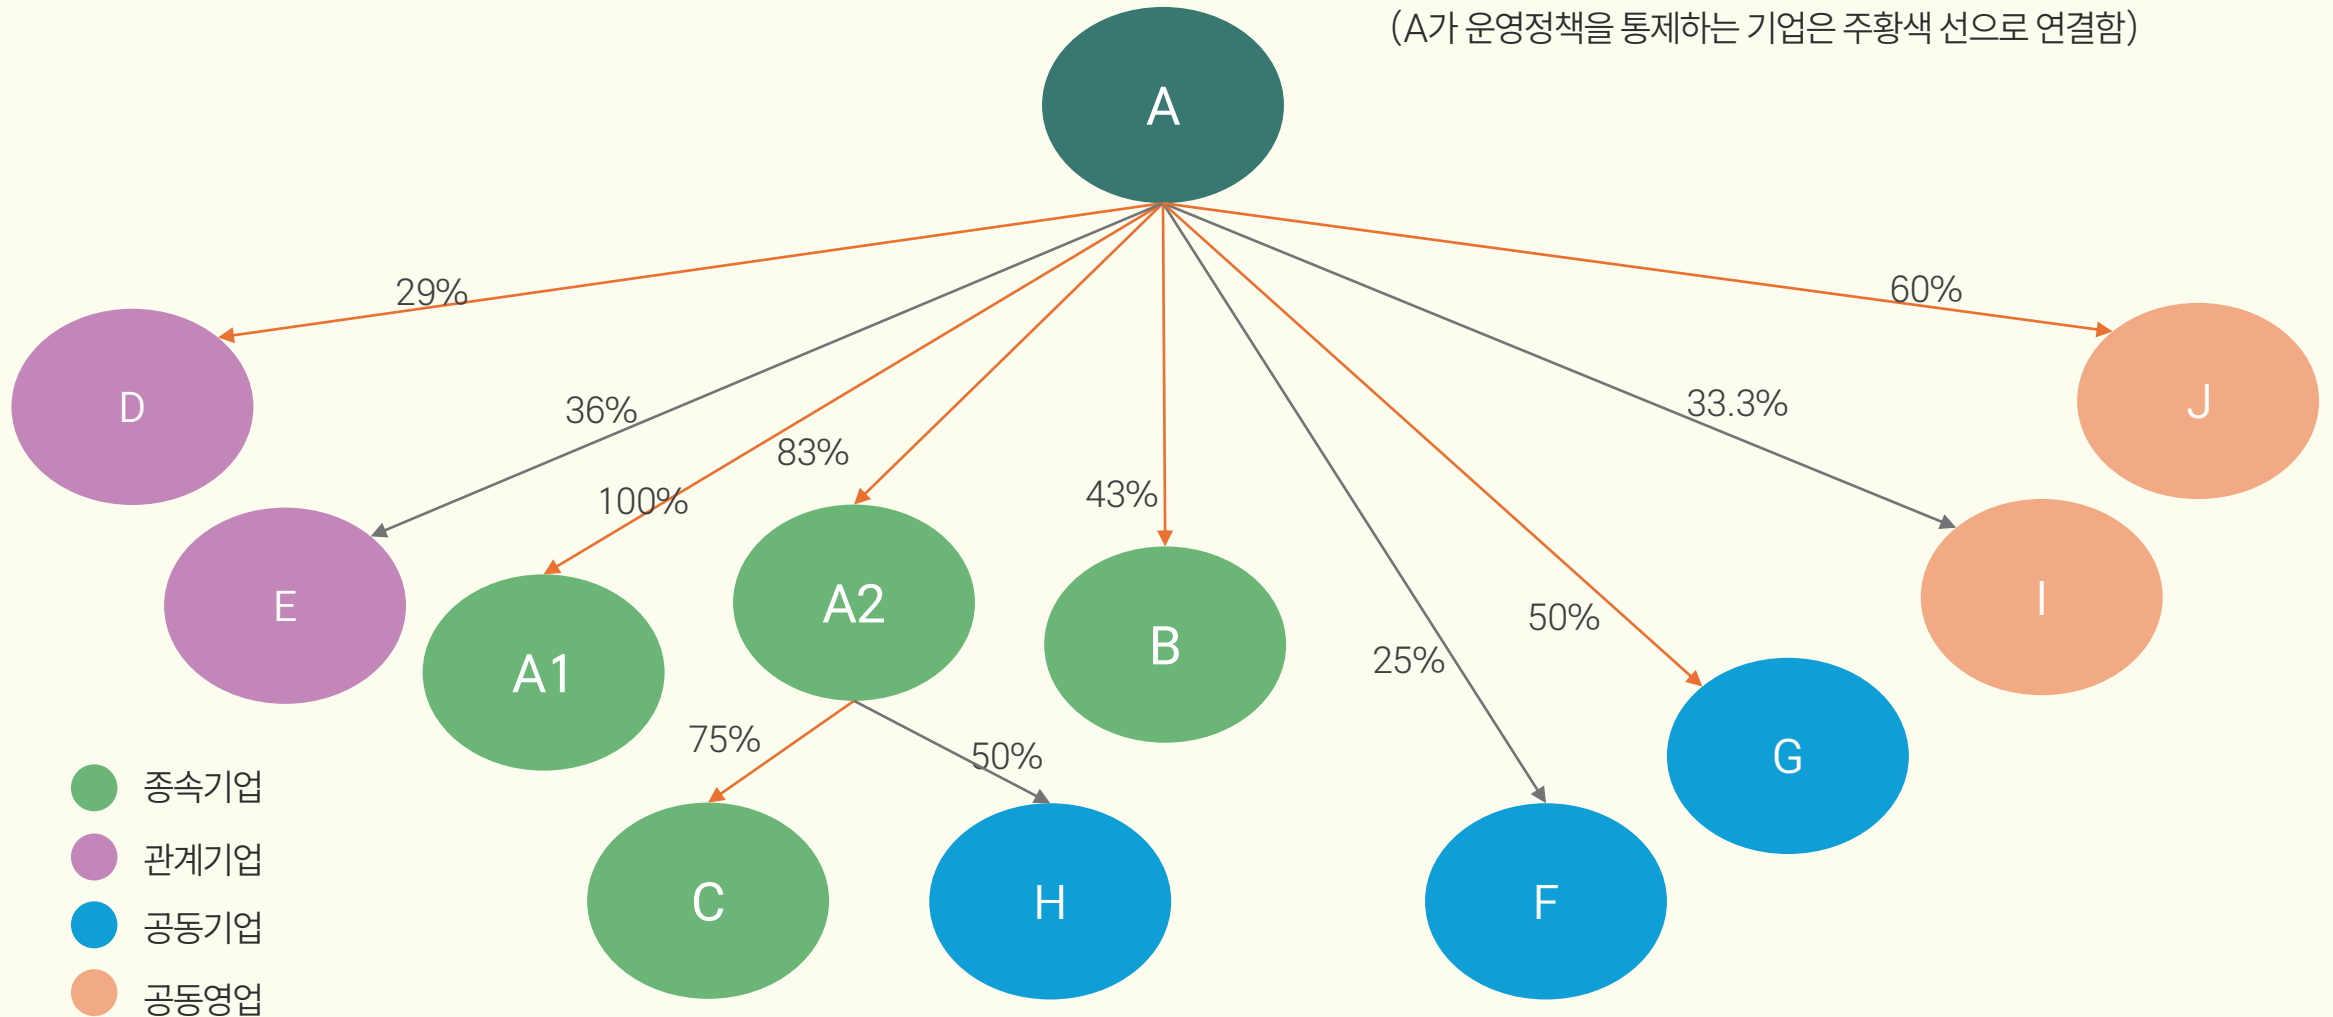 (A가 운영정책을 통제하는 기업은 주황색 선으로 연결함)
A
29%
60%
D
36%
33.3%
J
83%
100%
43%
E
A2
I
A1
B
50%
25%
75%
50%
G
C
H
F
종속기업
관계기업
공동기업
공동영업